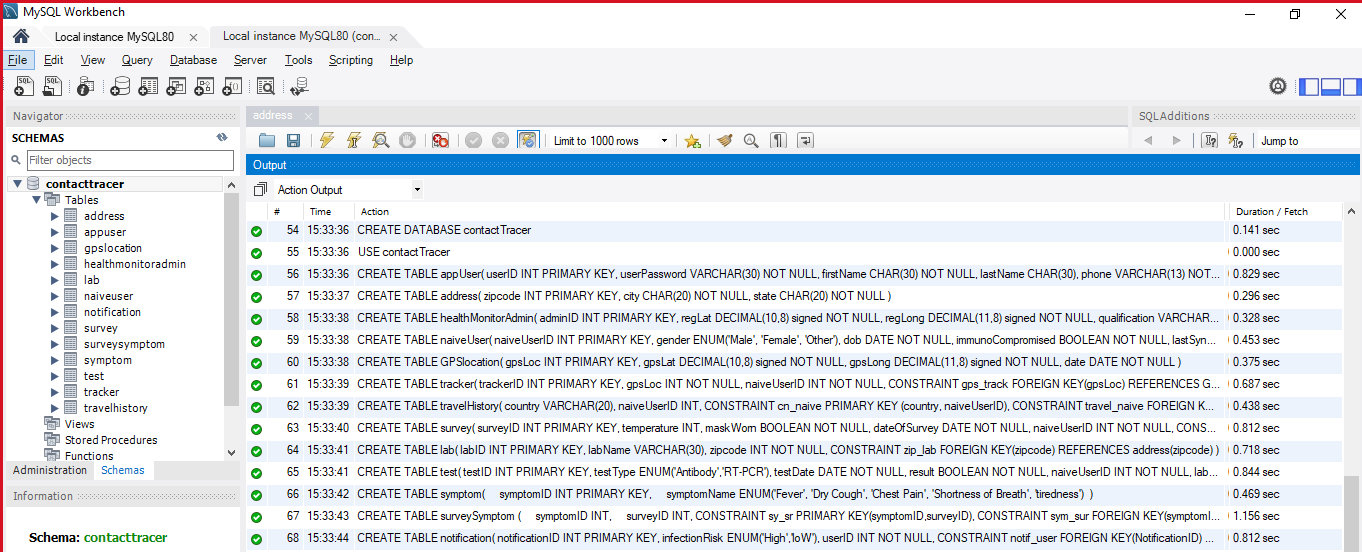 MySQL Workbench
Local instance MySQL80
Local instance MySQL80 (con...
File Edit View Query Database Server Tools Scripting Help
Navigator
SCHEMAS
Filter objects
contacttracer
Tables
address
appuser
gpslocation
healthmonitoradmin
lab
naiveuser
notification
survey
surveysymptom
symptom
test
tracker
travelhistory
Views
Stored Procedures
Functions
Administration Schemas
Information
Schema: contacttracer
address
Limit to 1000 rows
SQLAdditions
Jump to
Output
Action Output
# Time Action Duration / Fetch
54 15:33:36 CREATE DATABASE contactTracer 0.141 sec
55 15:33:36 USE contactTracer 0.000 sec
56 15:33:36 CREATE TABLE appUser( userID INT PRIMARY KEY, userPassword VARCHAR(30) NOT NULL, firstName CHAR(30) NOT NULL, lastName CHAR(30), phone VARCHAR(13) NOT... 0.829 sec
57 15:33:37 CREATE TABLE address( zipcode INT PRIMARY KEY, city CHAR(20) NOT NULL, state CHAR(20) NOT NULL ) 0.296 sec
58 15:33:38 CREATE TABLE healthMonitorAdmin( adminID INT PRIMARY KEY, regLat DECIMAL(10,8) signed NOT NULL, regLong DECIMAL(11,8) signed NOT NULL, qualification VARCHAR... 0.328 sec
59 15:33:38 CREATE TABLE naiveUser( naiveuserID INT PRIMARY KEY, gender ENUM('Male', 'Female', 'Other'), dob DATE NOT NULL, immunoCompromised BOOLEAN NOT NULL, lastSyn... 0.453 sec
60 15:33:38 CREATE TABLE GPSlocation( gpsLoc INT PRIMARY KEY, gpsLat DECIMAL(10,8) signed NOT NULL, gpsLong DECIMAL(11,8) signed NOT NULL, date DATE NOT NULL ) 0.375 sec
61 15:33:39 CREATE TABLE tracker( trackerID INT PRIMARY KEY, gpsLoc INT NOT NULL, naiveUserID INT NOT NULL, CONSTRAINT gps_track FOREIGN KEY(gpsLoc) REFERENCES G... 0.687 sec
62 15:33:39 CREATE TABLE travelHistory( country VARCHAR(20), naiveUserID INT, CONSTRAINT cn_naive PRIMARY KEY (country, naiveUserID), CONSTRAINT travel_naive FOREIGN K... 0.438 sec
63 15:33:40 CREATE TABLE survey( surveyID INT PRIMARY KEY, temperature INT, maskWorn BOOLEAN NOT NULL, dateOfSurvey DATE NOT NULL, naiveUserID INT NOT NULL, CONS... 0.812 sec
64 15:33:41 CREATE TABLE lab( labID INT PRIMARY KEY, labName VARCHAR(30), zipcode INT NOT NULL, CONSTRAINT zip_lab FOREIGN KEY(zipcode) REFERENCES address(zipcode) ) 0.718 sec
65 15:33:41 CREATE TABLE test( testID INT PRIMARY KEY, testType ENUM('Antibody','RT-PCR'), testDate DATE NOT NULL, result BOOLEAN NOT NULL, naiveUserID INT NOT NULL, lab... 0.844 sec
66 15:33:42 CREATE TABLE symptom( symptomID INT PRIMARY KEY, symptomName ENUM('Fever', 'Dry Cough', 'Chest Pain', 'Shortness of Breath', 'tiredness') ) 0.469 sec
67 15:33:43 CREATE TABLE surveySymptom ( symptomID INT, surveyID INT, CONSTRAINT sy_sr PRIMARY KEY(symptomID,surveyID), CONSTRAINT sym_sur FOREIGN KEY(symptomI... 1.156 sec
68 15:33:44 CREATE TABLE notification( notificationID INT PRIMARY KEY, infectionRisk ENUM('High','loW'), userID INT NOT NULL, CONSTRAINT notif_user FOREIGN KEY(NotificationID) ... 0.812 sec